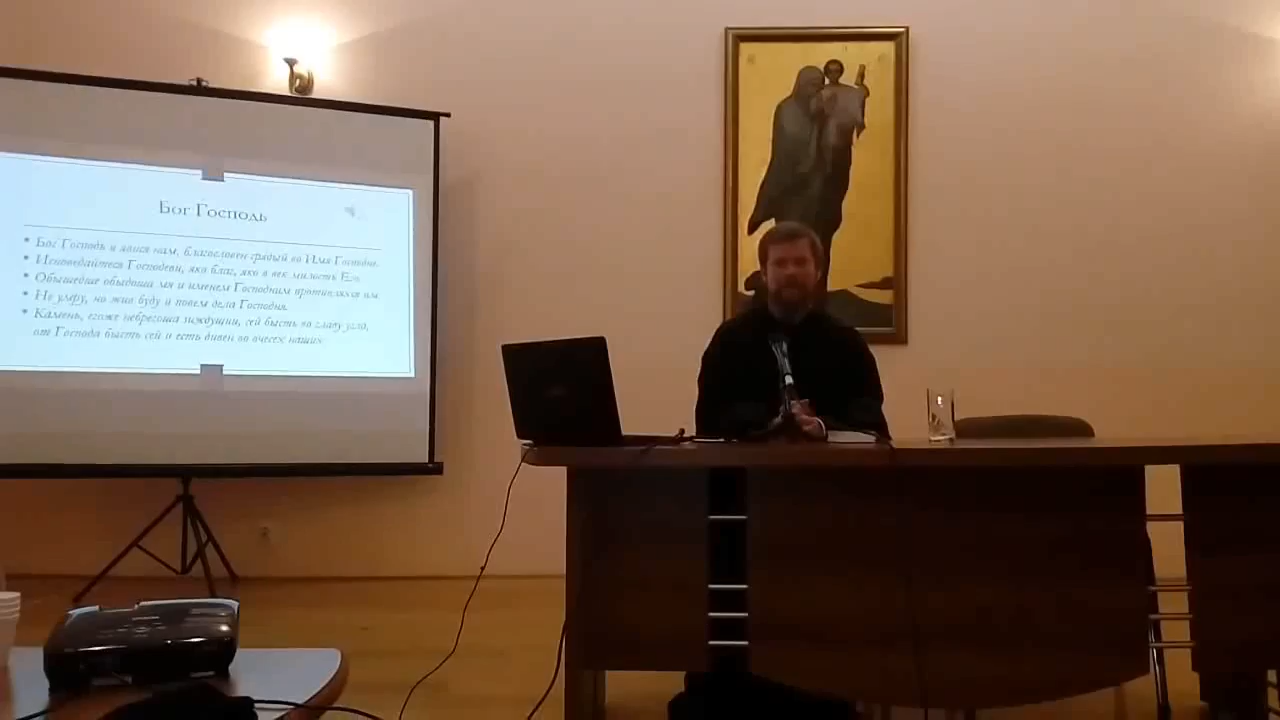 Бог Господь
• Бог Господь и явися нам, благословен грядый во Имя Господне.
• Исповедайтеся Господеви, яко благ, яко в век милость Его.
• Обышедше обыдоша мя и именем Господним противляхся им
• Не умру, но жив буду и повем дела Господня.
• Камень, егоже небрегоша зиждущии, сей бысть во главу угла,
от Господа бысть сей и есть дивен во очесех наших